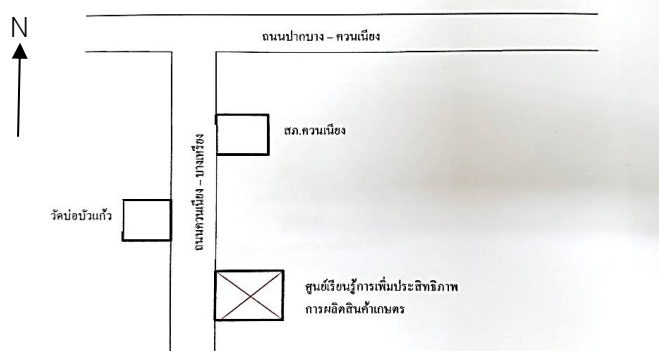 N
ถนนปากบาง – ควนเนียง
สภ.ควนเนียง
ถนนควนเนียง – บางเหรียง
วัดบ่อบัวแก้ว
ศูนย์เรียนรู้การเพิ่มประสิทธิภาพ
การผลิตสินค้าเกษตร